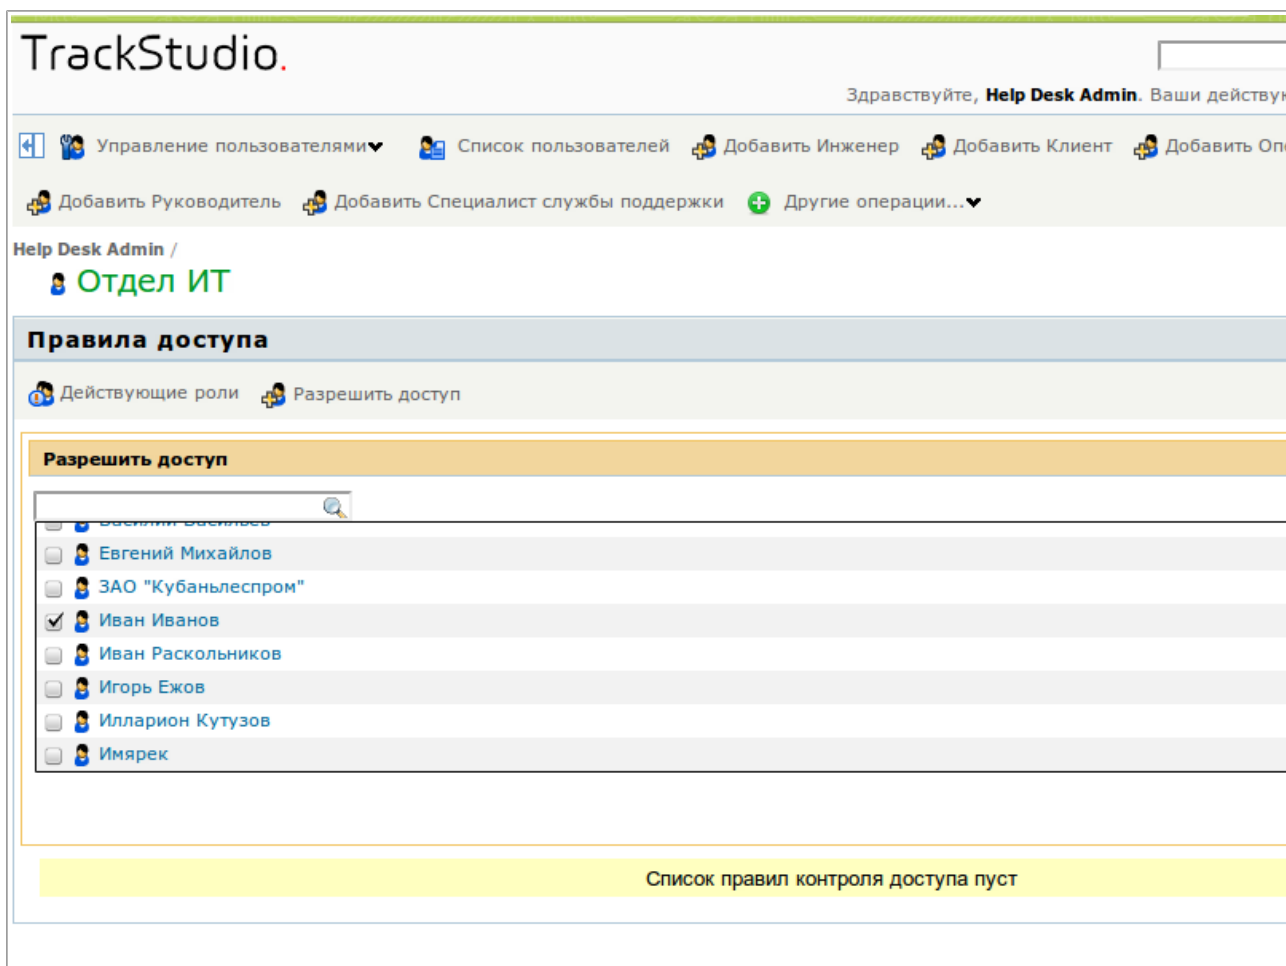 TrackStudio.
Здравствуйте, Help Desk Admin. Ваши
Управление пользователями Список пользователей Добавить Инженер Добавить Клиент Добавить
Добавить Руководитель Добавить Специалист службы поддержки Другие операции...
Help Desk Admin /
Отдел ИТ
Правила доступа
Действующие роли Разрешить доступ
Разрешить доступ
Василий Васильев
Евгений Михайлов
ЗАО "Кубаньлеспром"
Иван Иванов
Иван Раскольников
Игорь Ежов
Илларион Кутузов
Имярек
Список правил контроля доступа пуст